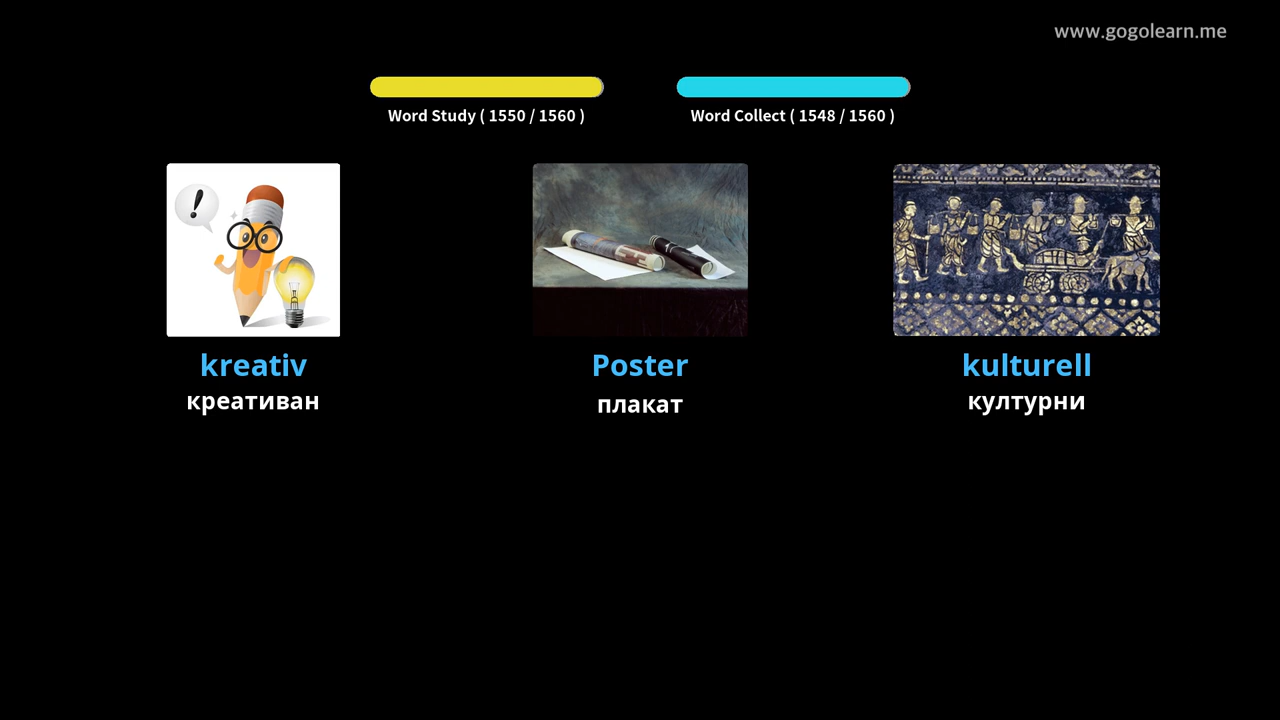 www.gogolearn.me
Word Study ( 1550 / 1560 )
Word Collect ( 1548 / 1560 )
!
kreativ
креативан
Poster
плакат
kulturell
културни